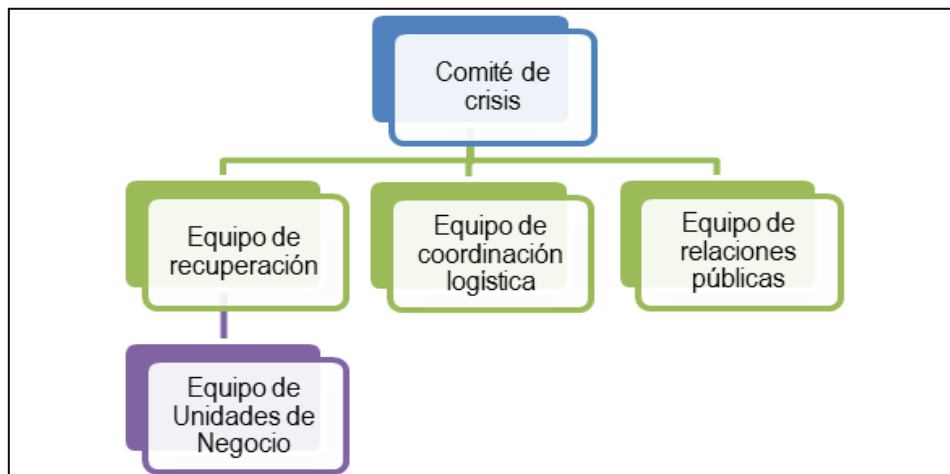 Comité de
crisis
Equipo de
recuperación
Equipo de
coordinación
logística
Equipo de
relaciones
públicas
Equipo de
Unidades de
Negocio